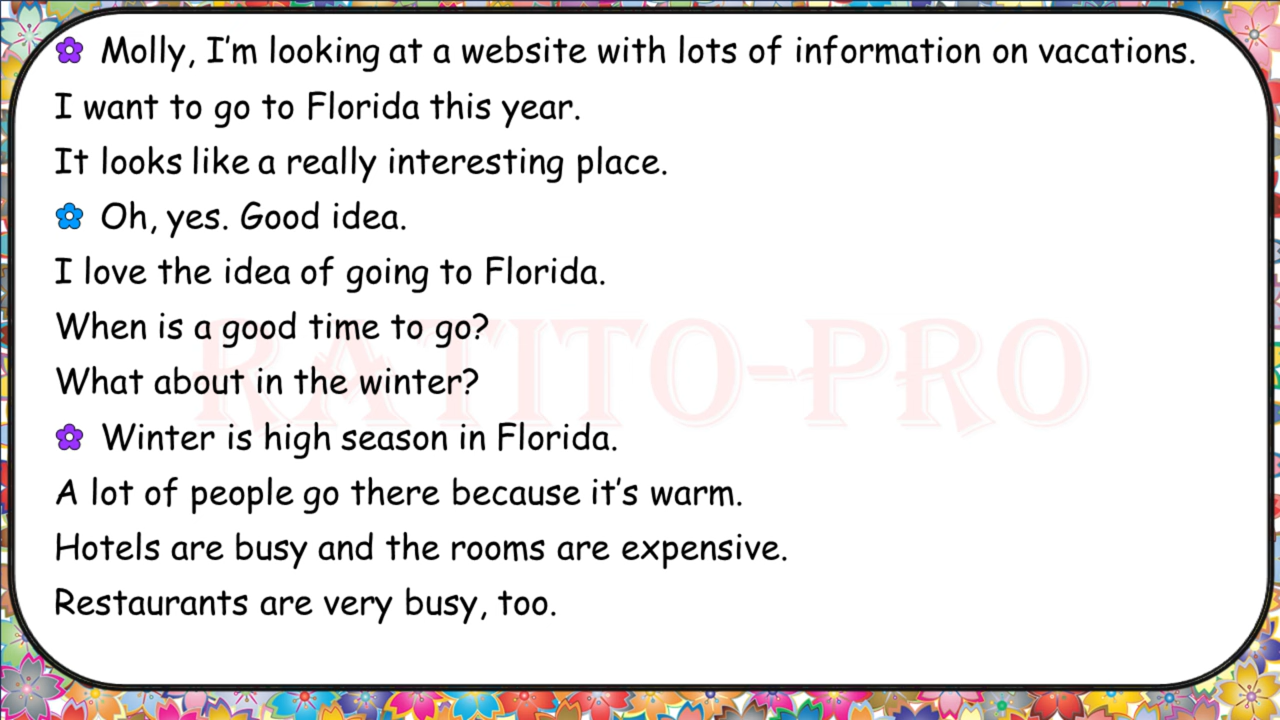 Molly, I'm looking at a website with lots of information on vacations.
I want to go to Florida this year.
It looks like a really interesting place.
Oh, yes. Good idea.
I love the idea of going to Florida.
When is a good time to go?
What about in the winter?
RATITO-PRO
Winter is high season in Florida.
A lot of people go there because it's warm.
Hotels are busy and the rooms are expensive.
Restaurants are very busy, too.